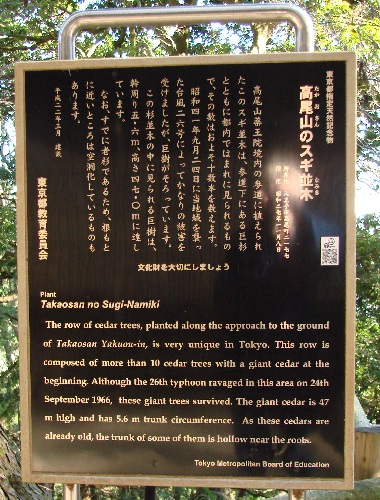 東京都指定天然記念物
高尾山のスギ並木
たか お さん
なみき
高尾山薬王院境内の参道に植えられ
たこのスギ並木は、参道下にある巨杉
とともに都内ではまれに見られるもの
で、その数はおよそ十数本を数えます。
昭和四一年九月二四日に当地域を襲っ
た台風二六号によってかなりの被害を
受けましたが、巨樹がそろっています。
この杉並木の中に見られる巨樹は、
幹周り五・六m、高さ四七・〇mに達し
ています。
なお、すでに老杉であるため、根もと
に近いところは空洞化しているものも
あります。
平成二一年三月 建設
東京都教育委員会
文化財を大切にしましょう
Plant
Takaosan no Sugi-Namiki
The row of cedar trees, planted along the approach to the ground
of Takaosan Yakuou-in, is very unique in Tokyo. This row is
composed of more than 10 cedar trees with a giant cedar at the
beginning. Although the 26th typhoon ravaged in this area on 24th
September 1966, these giant trees survived. The giant cedar is 47
m high and has 5.6 m trunk circumference. As these cedars are
already old, the trunk of some of them is hollow near the roots.
Tokyo Metropolitan Board of Education